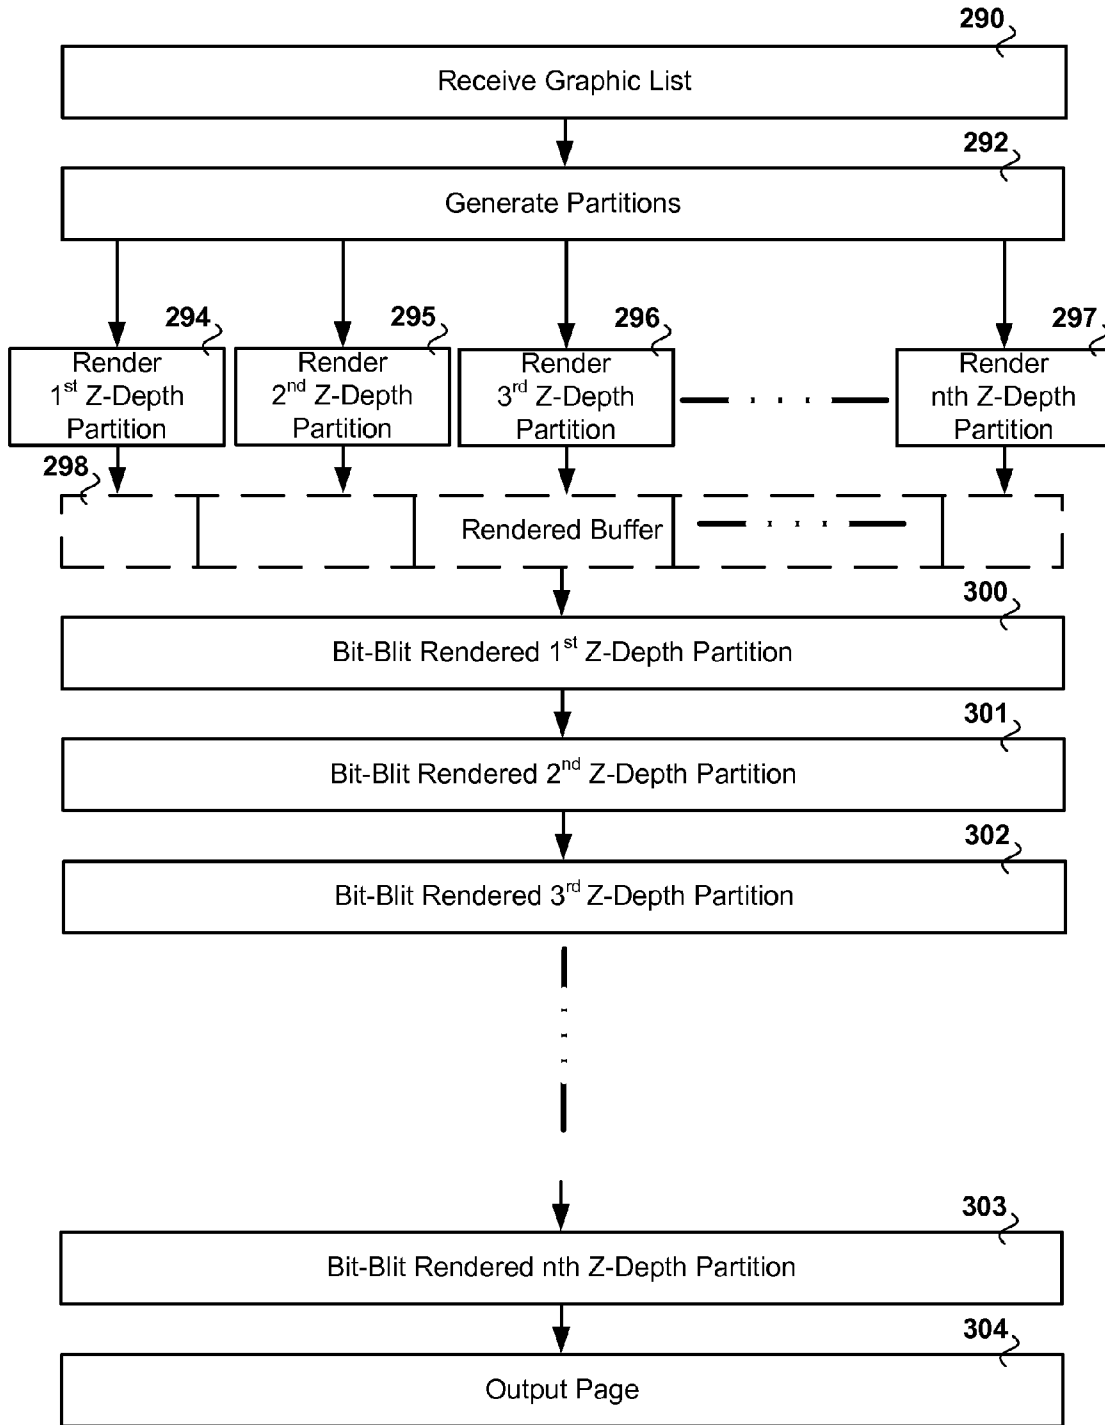 290
Receive Graphic List
292
Generate Partitions
294
Render
1st Z-Depth
Partition
295
Render
2nd Z-Depth
Partition
296
Render
3rd Z-Depth
Partition
297
Render
nth Z-Depth
Partition
298
Rendered Buffer
300
Bit-Blit Rendered 1st Z-Depth Partition
301
Bit-Blit Rendered 2nd Z-Depth Partition
302
Bit-Blit Rendered 3rd Z-Depth Partition
303
Bit-Blit Rendered nth Z-Depth Partition
304
Output Page